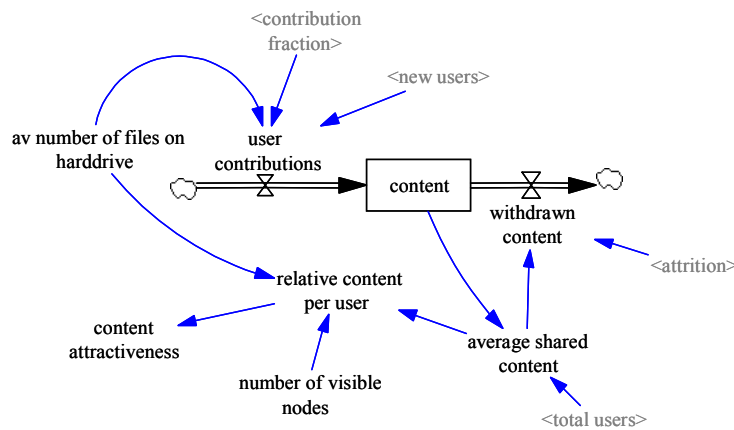 <contribution
fraction>
<new users>
av number of files on
harddrive
user
contributions
content
withdrawn
content
<attrition>
relative content
per user
content
attractiveness
average shared
content
number of visible
nodes
<total users>